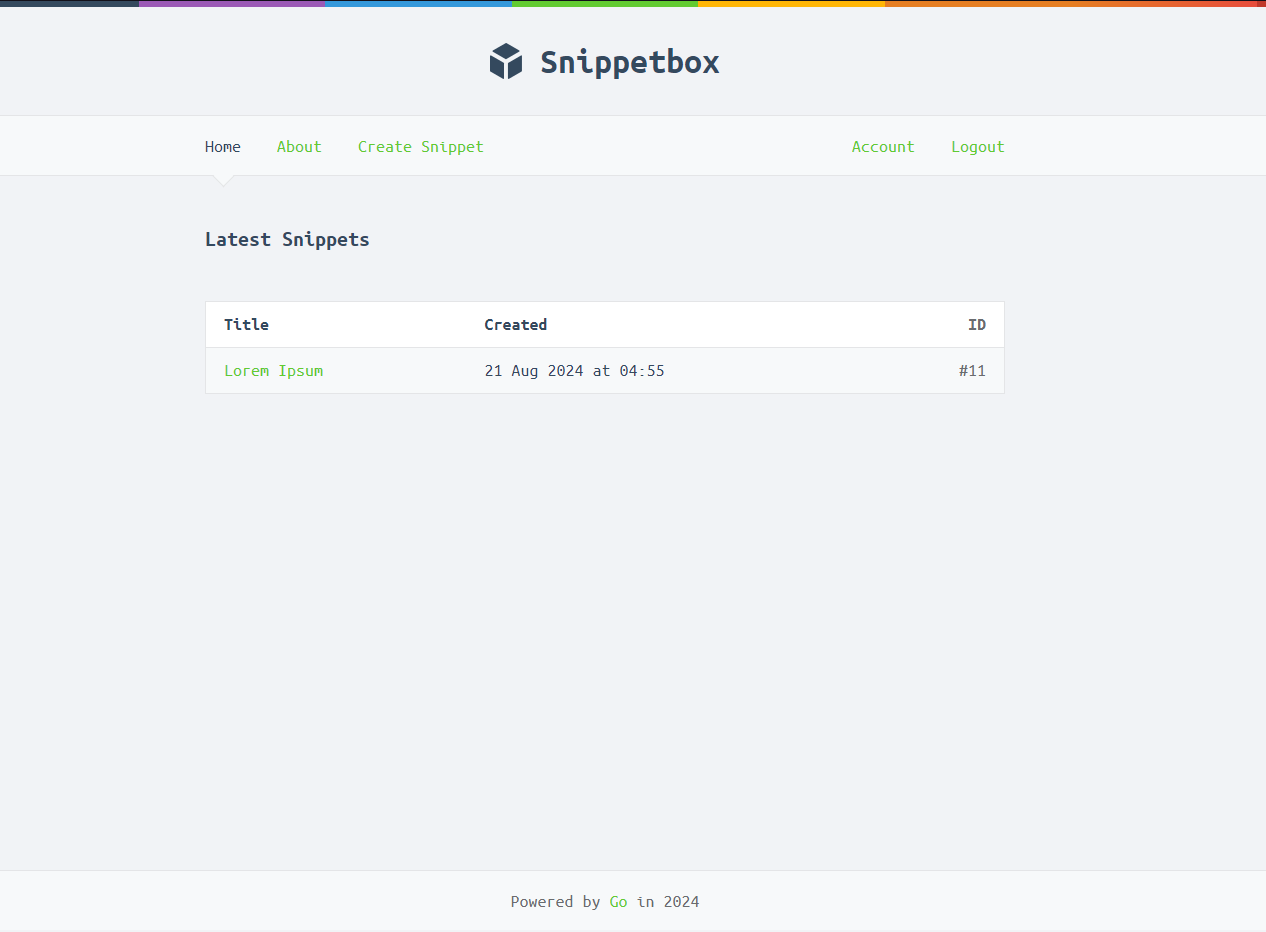 Snippetbox
Home About Create Snippet Account Logout
Latest Snippets
Title Created ID
Lorem Ipsum 21 Aug 2024 at 04:55 #11
Powered by Go in 2024